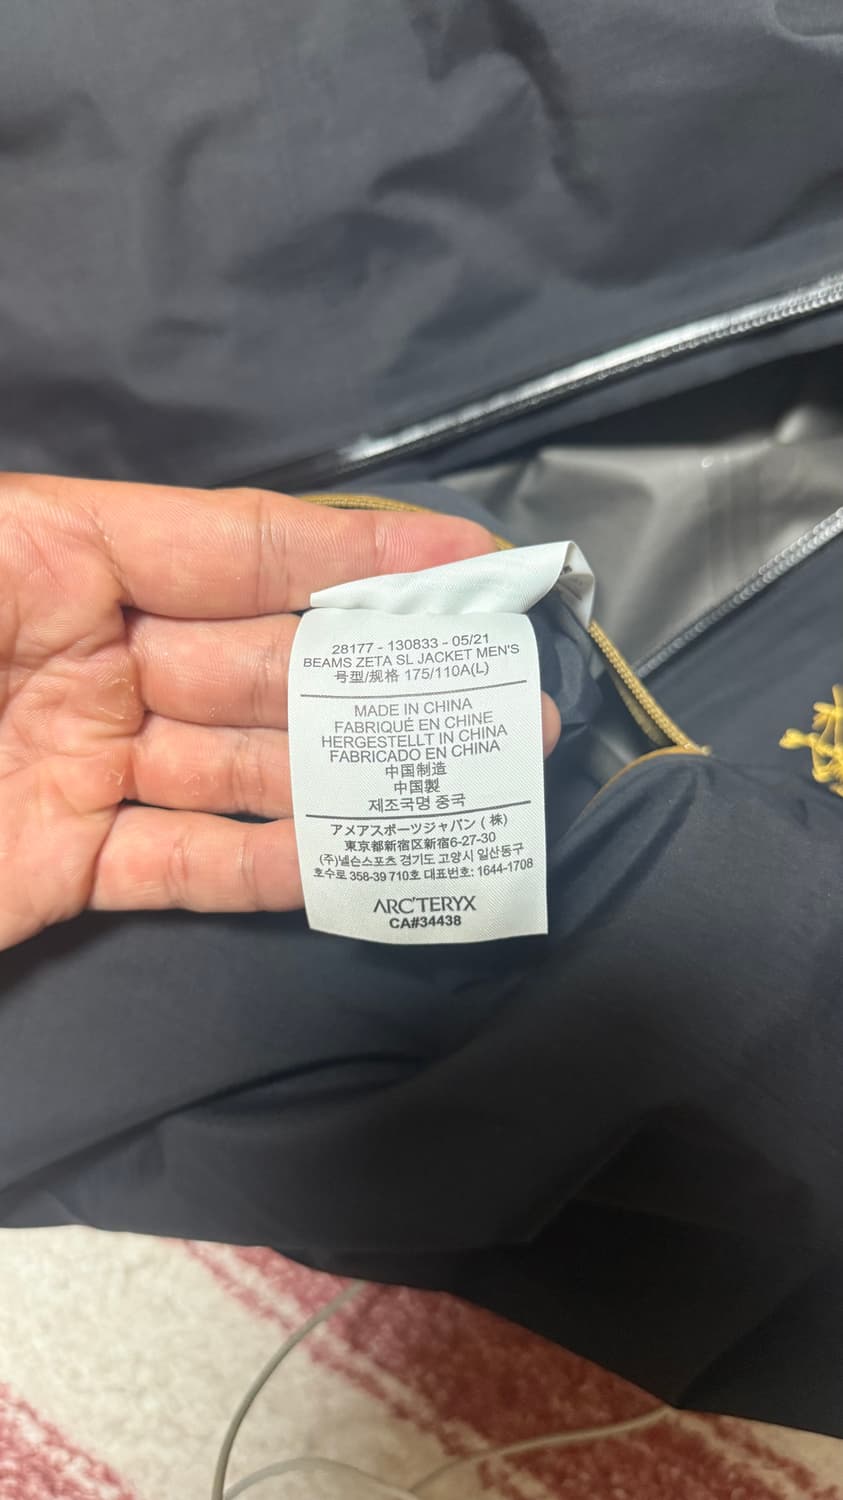 28177 - 130833 - 05/21
BEAMS ZETA SL JACKET MEN'S
号型/规格 175/110A(L)
MADE IN CHINA
FABRIQUÉ EN CHINE
HERGESTELLT IN CHINA
FABRICADO EN CHINA
中国制造
中国製
제조국명 중국
アメアスポーツジャパン ( 株)
東京都新宿区新宿6-27-30
(주)넬슨스포츠 경기도 고양시 일산동구
호수로 358-39 710호 대표번호: 1644-1708
ARC'TERYX
CA#34438